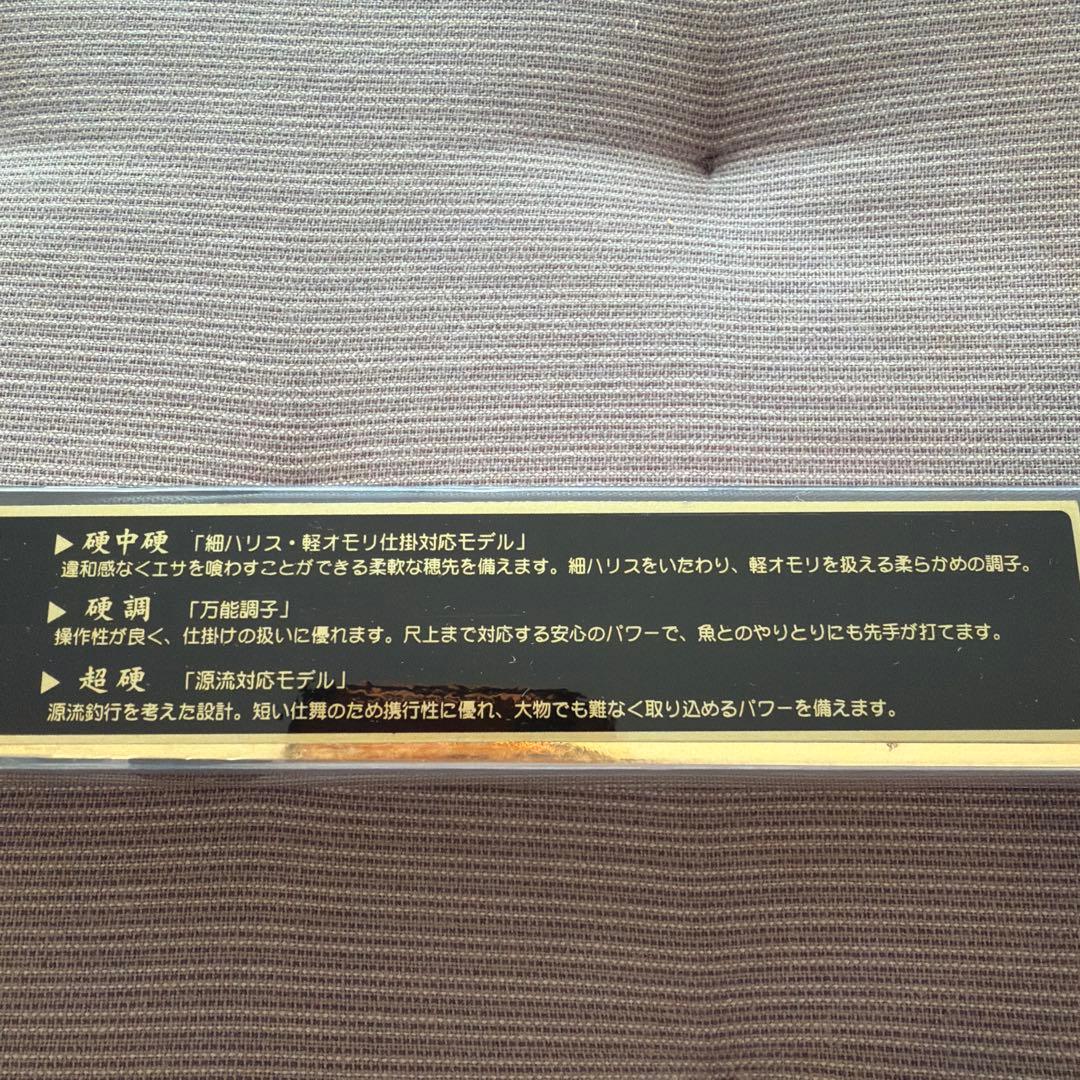 ▶ 硬中硬 「細ハリス・軽オモリ仕掛対応モデル」
違和感なくエサを喰わすことができる柔軟な穂先を備えます。細ハリスをいたわり、軽オモリを扱える柔らかめの調子。
▶ 硬調 「万能調子」
操作性が良く、仕掛けの扱いに優れます。尺上まで対応する安心のパワーで、魚とのやりとりにも先手が打てます。
▶ 超硬 「源流対応モデル」
源流釣行を考えた設計。短い仕舞のため携行性に優れ、大物でも難なく取り込めるパワーを備えます。